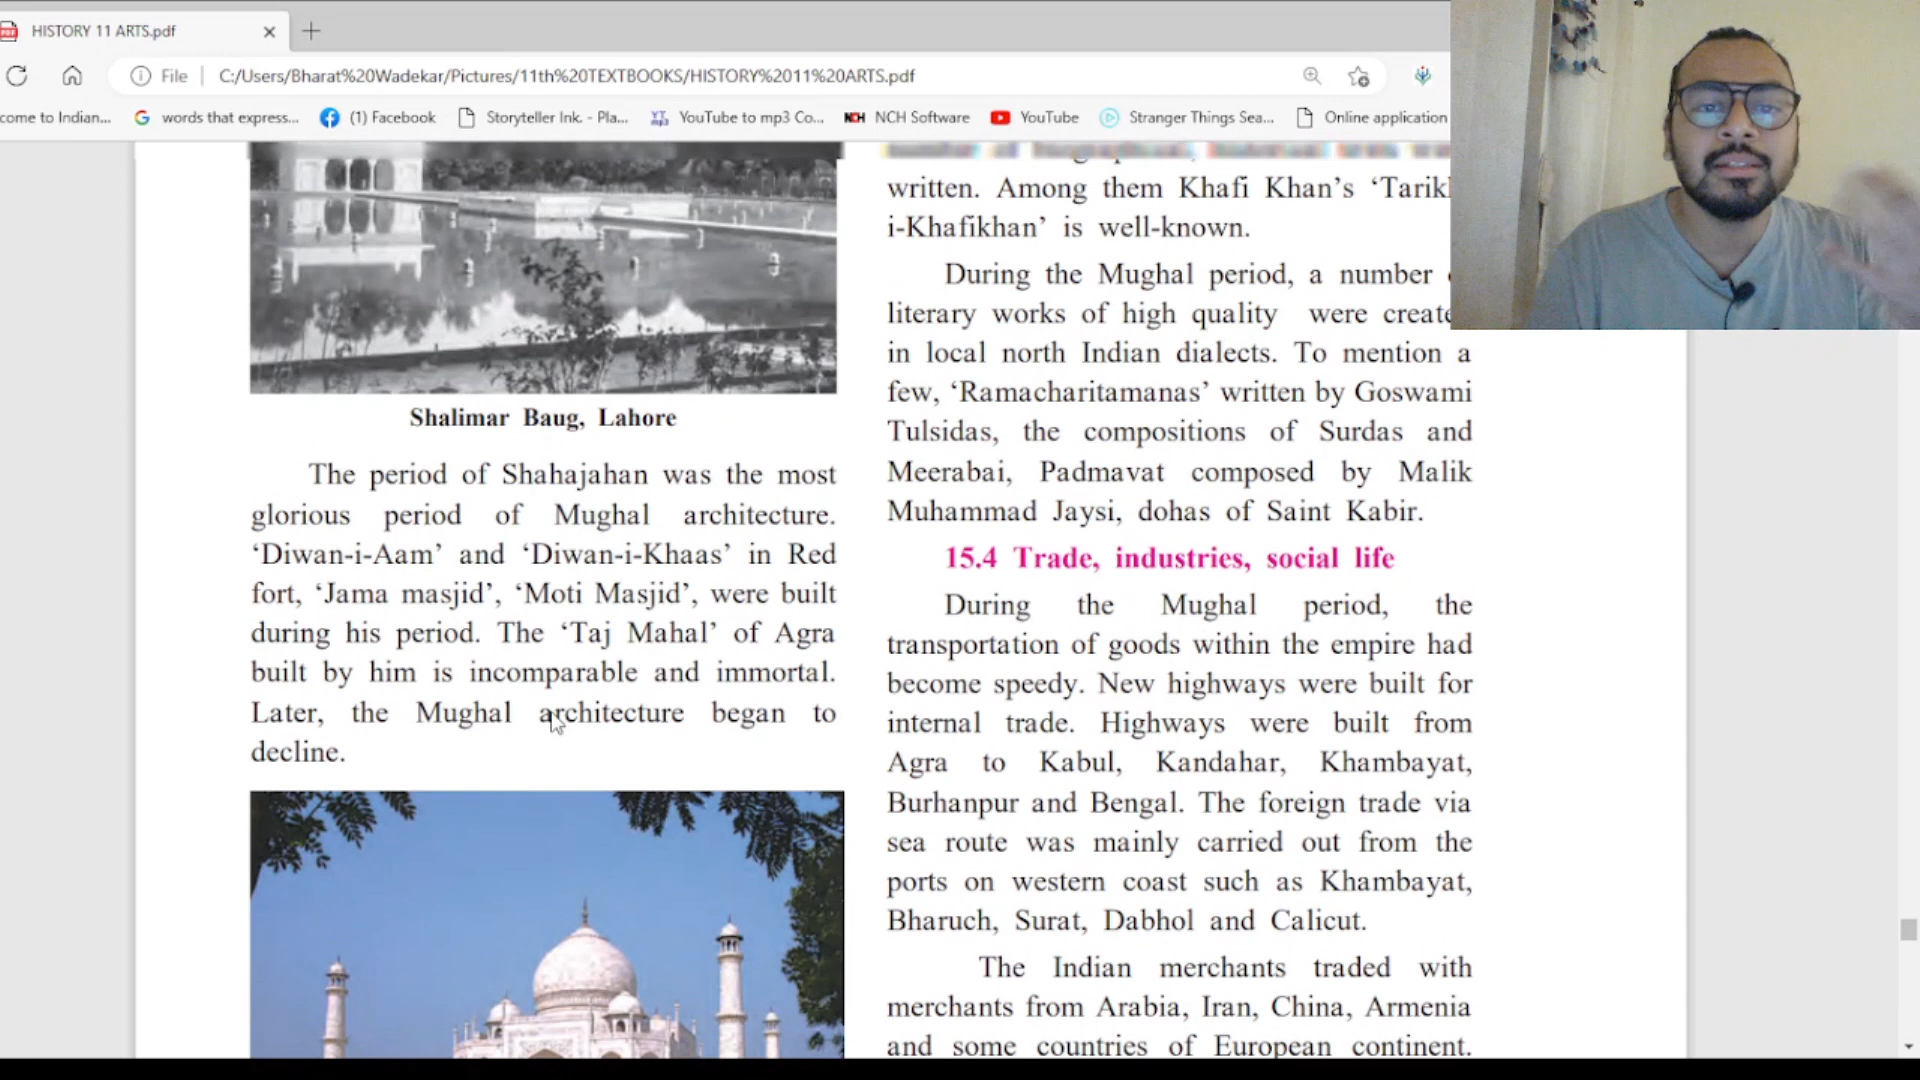 HISTORY 11 ARTS.pdf
File
C:/Users/Bharat%20Wadekar/Pictures/11th%20TEXTBOOKS/HISTORY%2011%20ARTS.pdf
come to Indian...
words that express...
(1) Facebook
Storyteller Ink. - Pla...
YouTube to mp3 Co...
NCH Software
YouTube
Stranger Things Sea...
Online application
Shalimar Baug, Lahore
The period of Shahajahan was the most
glorious period of Mughal architecture.
‘Diwan-i-Aam’ and ‘Diwan-i-Khaas’ in Red
fort, ‘Jama masjid’, ‘Moti Masjid’, were built
during his period. The ‘Taj Mahal’ of Agra
built by him is incomparable and immortal.
Later, the Mughal architecture began to
decline.
written. Among them Khafi Khan’s ‘Tarik
i-Khafikhan’ is well-known.
During the Mughal period, a number
literary works of high quality were create
in local north Indian dialects. To mention a
few, ‘Ramacharitamanas’ written by Goswami
Tulsidas, the compositions of Surdas and
Meerabai, Padmavat composed by Malik
Muhammad Jaysi, dohas of Saint Kabir.
15.4 Trade, industries, social life
During the Mughal period, the
transportation of goods within the empire had
become speedy. New highways were built for
internal trade. Highways were built from
Agra to Kabul, Kandahar, Khambayat,
Burhanpur and Bengal. The foreign trade via
sea route was mainly carried out from the
ports on western coast such as Khambayat,
Bharuch, Surat, Dabhol and Calicut.
The Indian merchants traded with
merchants from Arabia, Iran, China, Armenia
and some countries of European continent.